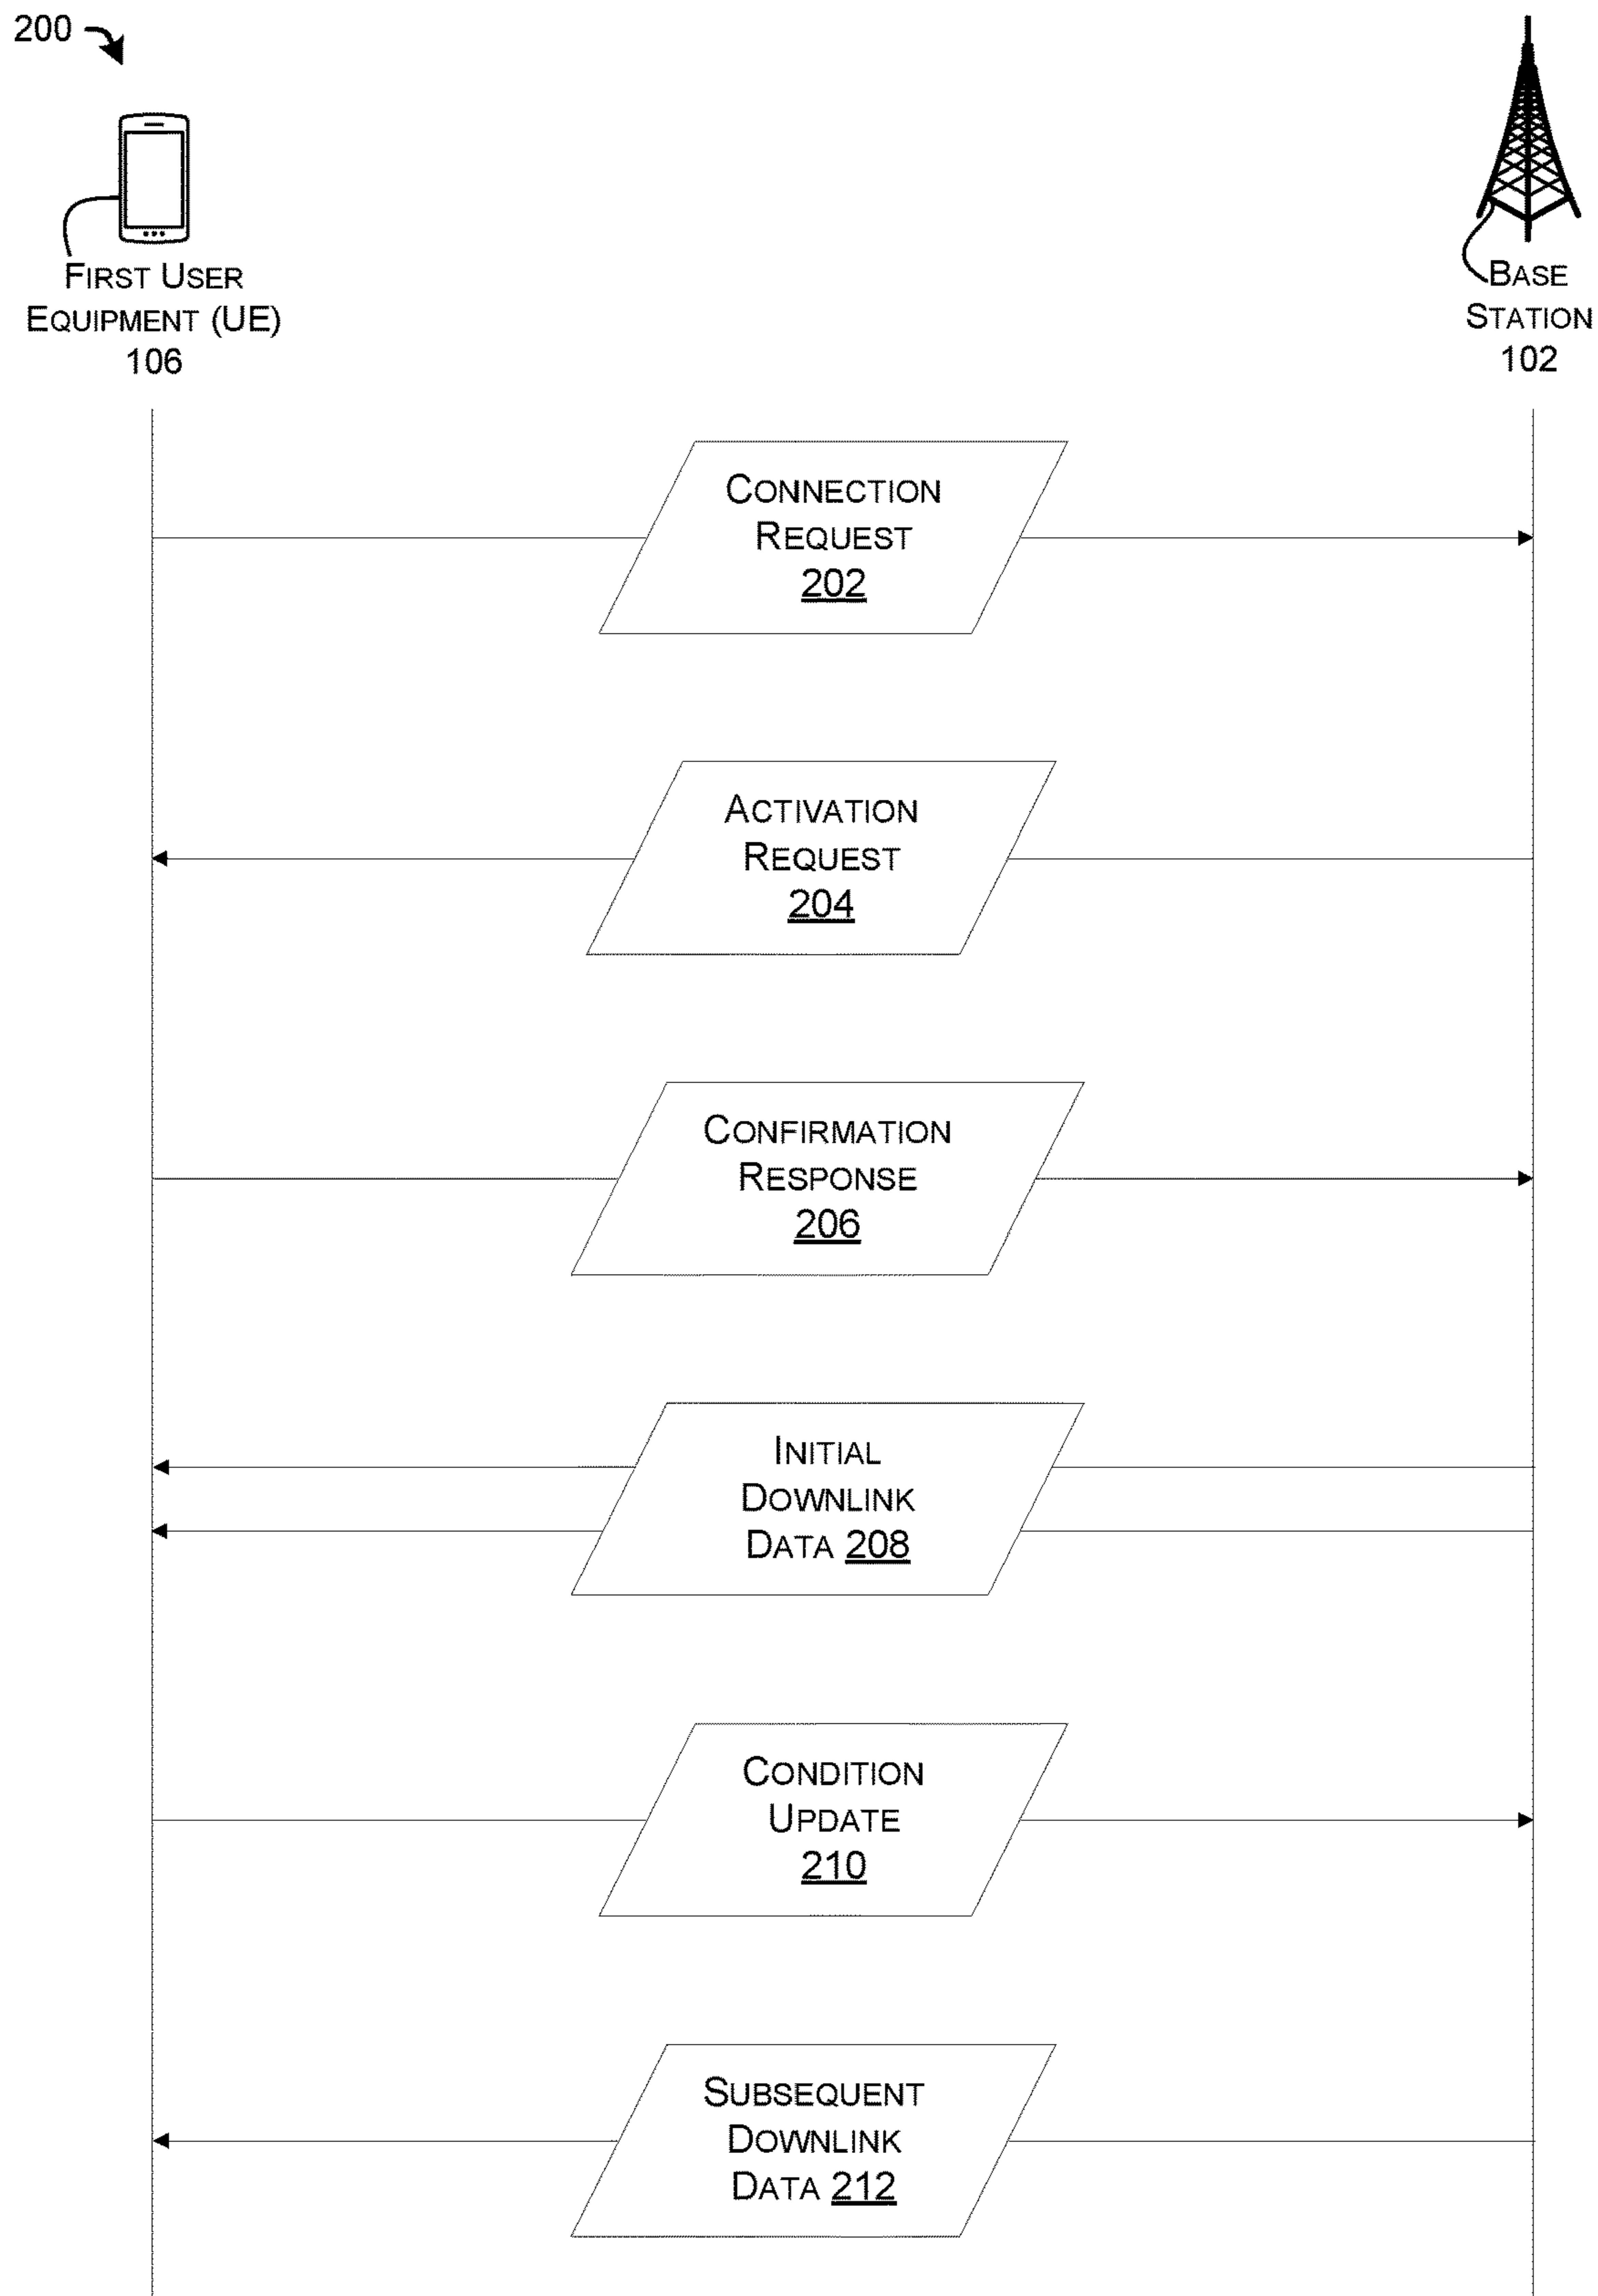 200
FIRST USER
EQUIPMENT (UE)
106
BASE
STATION
102
CONNECTION
REQUEST
202
ACTIVATION
REQUEST
204
CONFIRMATION
RESPONSE
206
INITIAL
DOWNLINK
DATA 208
CONDITION
UPDATE
210
SUBSEQUENT
DOWNLINK
DATA 212